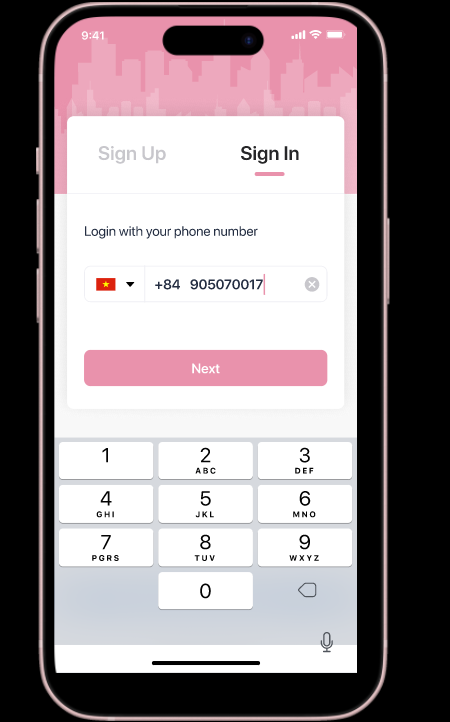 9:41
Sign Up Sign In
Login with your phone number
+84 905070017
Next
1 2 3
ABC DEF
4 5 6
GHI JKL MNO
7 8 9
PGRS TUV WXYZ
0